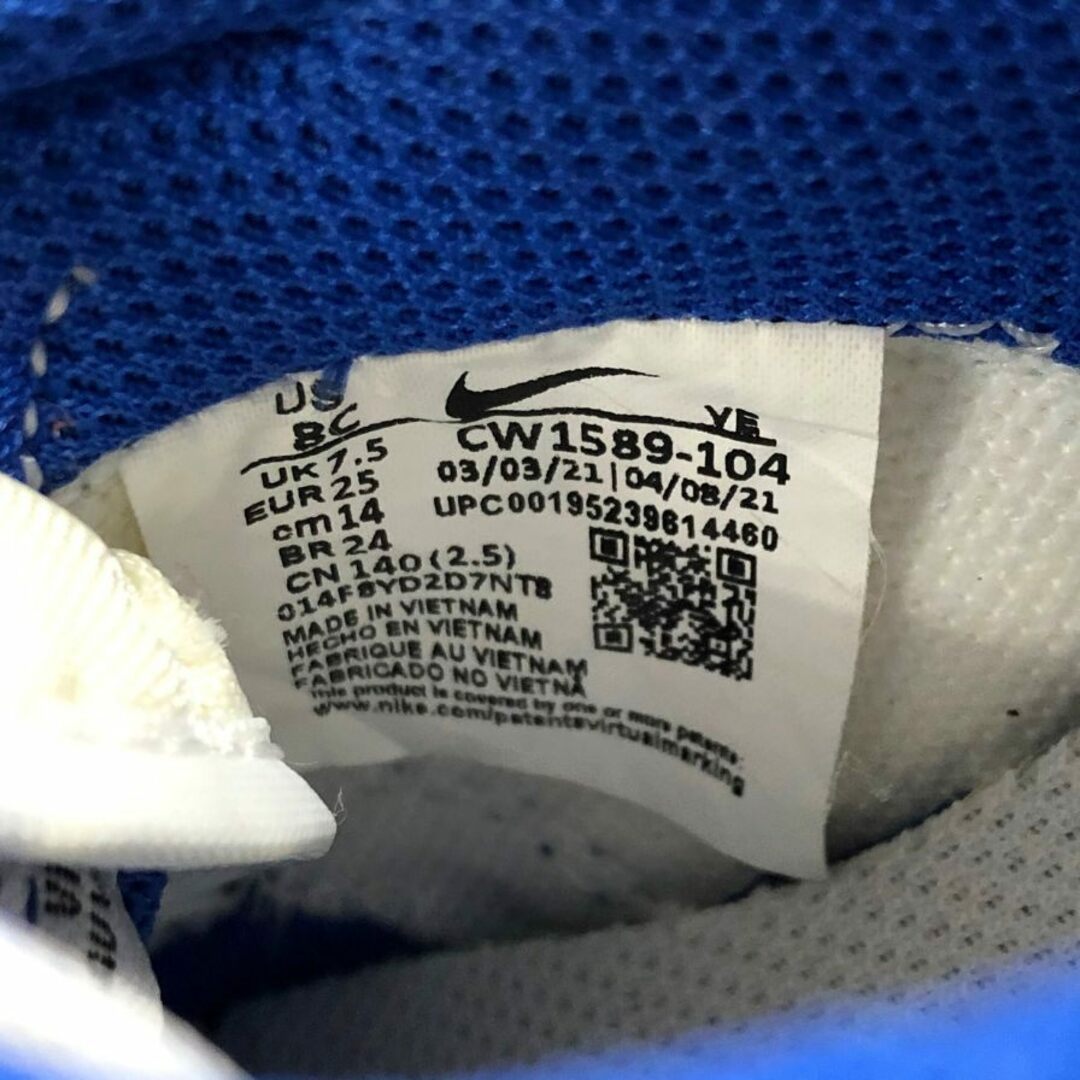 US
8C
UK 7.5
EUR 25
cm 14
BR 24
CN 140 (2.5)
YE
CW1589-104
03/03/21 | 04/08/21
UPC00195239614460
014F8YD2D7NT8
MADE IN VIETNAM
HECHO EN VIETNAM
FABRIQUE AU VIETNAM
FABRICADO NO VIETNÃ
This product is covered by one or more patents:
www.nike.com/patentsvirtualmarking